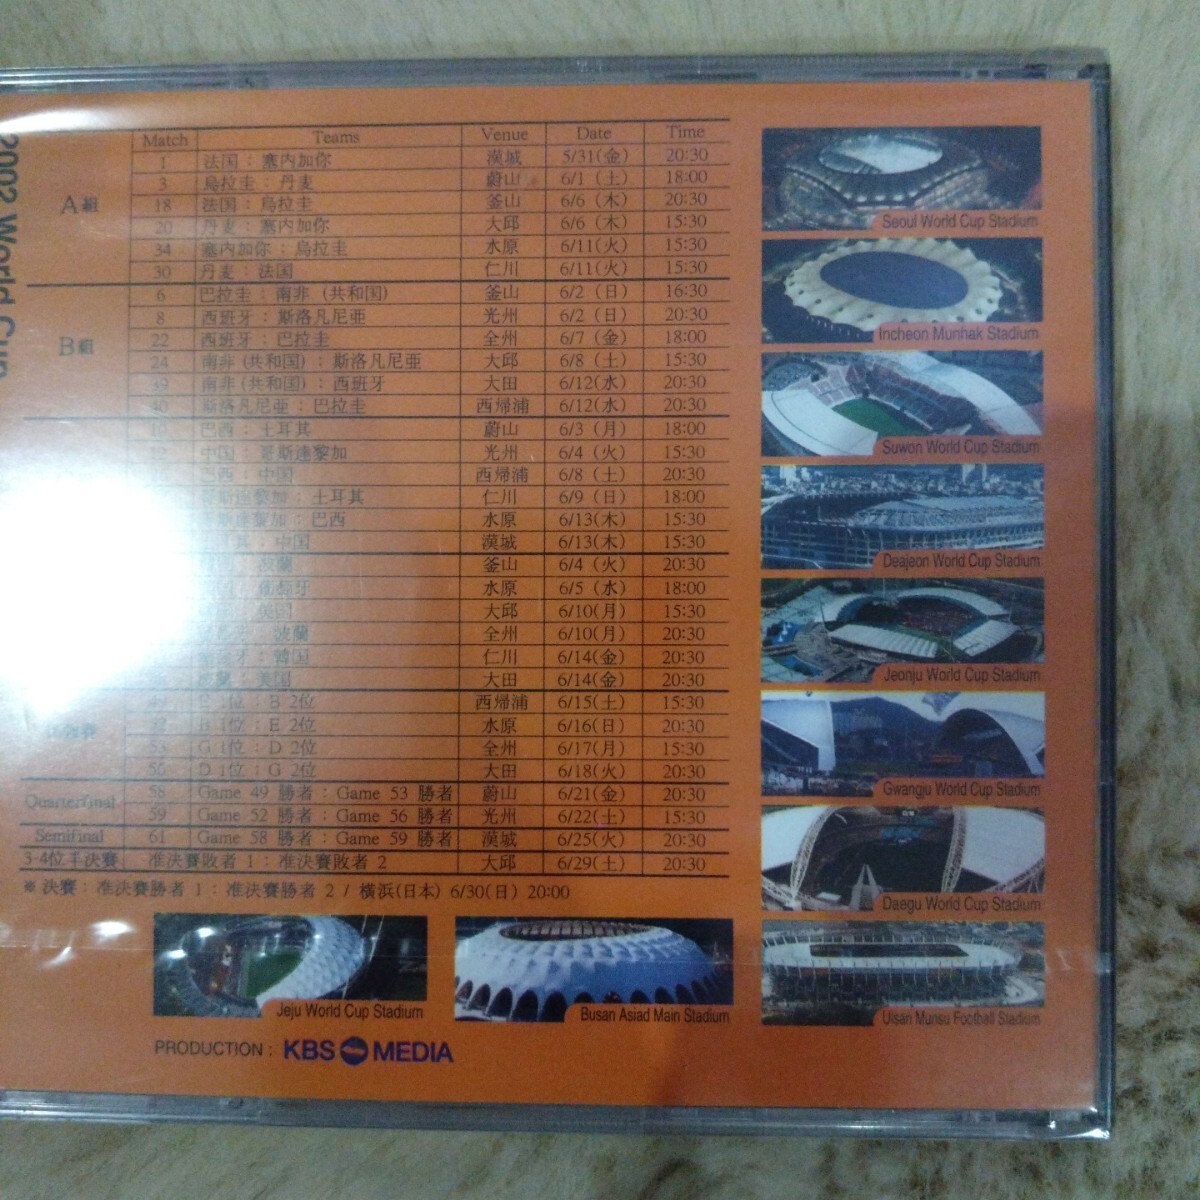 2002 World Cup
Match Teams Venue Date Time
A組
1 法国 : 塞内加你 漢城 5/31(金) 20:30
3 烏拉圭 : 丹麦 蔚山 6/1 (土) 18:00
18 法国 : 烏拉圭 釜山 6/6 (木) 20:30
20 丹麦 : 塞内加你 大邱 6/6 (木) 15:30
34 塞内加你 : 烏拉圭 水原 6/11(火) 15:30
30 丹麦 : 法国 仁川 6/11(火) 15:30
B組
6 巴拉圭 : 南非 (共和国) 釜山 6/2 (日) 16:30
8 西班牙 : 斯洛凡尼亜 光州 6/2 (日) 20:30
22 西班牙 : 巴拉圭 全州 6/7 (金) 18:00
24 南非 (共和国) : 斯洛凡尼亜 大邱 6/8 (土) 15:30
39 南非 (共和国) : 西班牙 大田 6/12(水) 20:30
40 斯洛凡尼亜 : 巴拉圭 西帰浦 6/12(水) 20:30
10 巴西 : 土耳其 蔚山 6/3 (月) 18:00
中国 哥斯達黎加 光州 6/4 (火) 15:30
巴西 : 中国 西帰浦 6/8 (土) 20:30
哥斯達黎加 : 土耳其 仁川 6/9 (日) 18:00
達黎加 : 巴西 水原 6/13(木) 15:30
其 : 中国 漢城 6/13(木) 15:30
波蘭 釜山 6/4 (火) 20:30
葡萄牙 水原 6/5 (水) 18:00
美国 大邱 6/10(月) 15:30
波蘭 全州 6/10(月) 20:30
牙 : 韓国 仁川 6/14(金) 20:30
波蘭 : 美国 大田 6/14(金) 20:30
49 1位 : B 2位 西帰浦 6/15(土) 15:30
52 B 1位 : E 2位 水原 6/16(日) 20:30
53 G 1位 : D 2位 全州 6/17(月) 15:30
56 D 1位 : G 2位 大田 6/18(火) 20:30
Quarterfinal
58 Game 49 勝者 : Game 53 勝者 蔚山 6/21(金) 20:30
59 Game 52 勝者 : Game 56 勝者 光州 6/22(土) 15:30
Semifinal 61 Game 58 勝者 : Game 59 勝者 漢城 6/25(火) 20:30
3-4位手決賽 准決賽敗者 1 : 准決賽敗者 2 大邱 6/29(土) 20:30
※ 決賽 : 准決賽勝者 1 : 准決賽勝者 2 / 横浜(日本) 6/30(日) 20:00
Seoul World Cup Stadium
Incheon Munhak Stadium
Suwon World Cup Stadium
Deajeon World Cup Stadium
Jeonju World Cup Stadium
Gwangju World Cup Stadium
Daegu World Cup Stadium
Ulsan Munsu Football Stadium
Jeju World Cup Stadium
Busan Asiad Main Stadium
PRODUCTION : KBS MEDIA